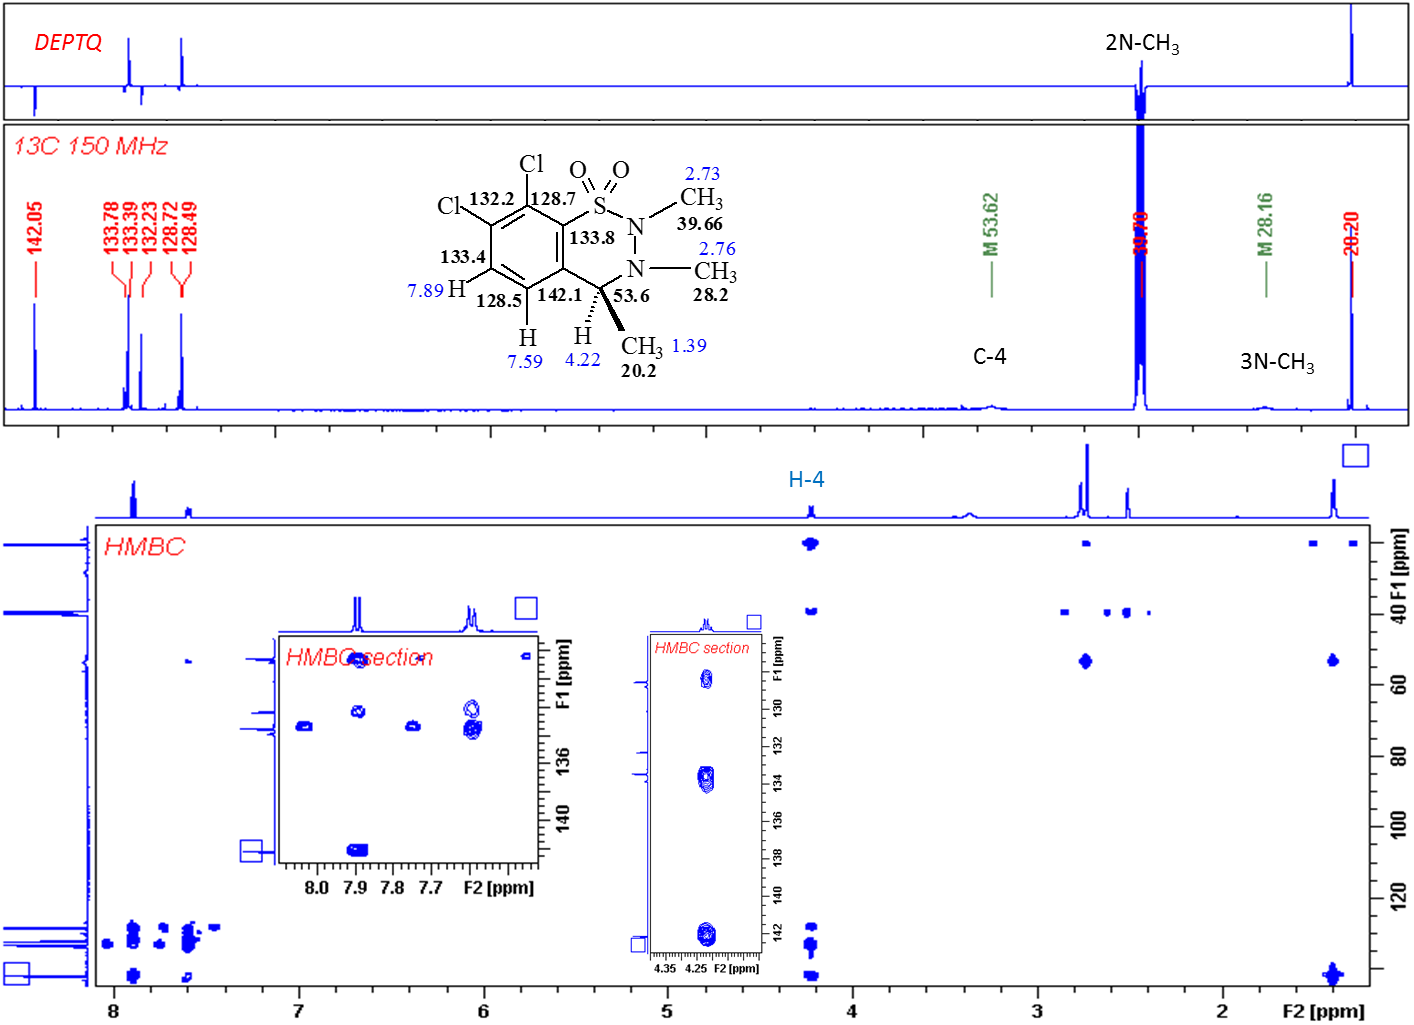 DEPTQ
2N-CH3
13C 150 MHz
142.05
133.78
133.39
132.23
128.72
128.49
M 53.62
M 28.16
20.20
Cl
O
O
2.73
Cl
132.2
128.7
S
CH3
N
39.66
133.8
2.76
133.4
N
CH3
7.89
H
128.5
142.1
53.6
28.2
H
H
CH3
1.39
7.59
4.22
20.2
C-4
3N-CH3
H-4
HMBC
HMBC section
F1 [ppm]
136
140
8.0
7.9
7.8
7.7
F2 [ppm]
HMBC section
F1 [ppm]
130
132
134
136
138
140
142
4.35
4.25
F2 [ppm]
F1 [ppm]
40
60
80
100
120
8
7
6
5
4
3
2
F2 [ppm]